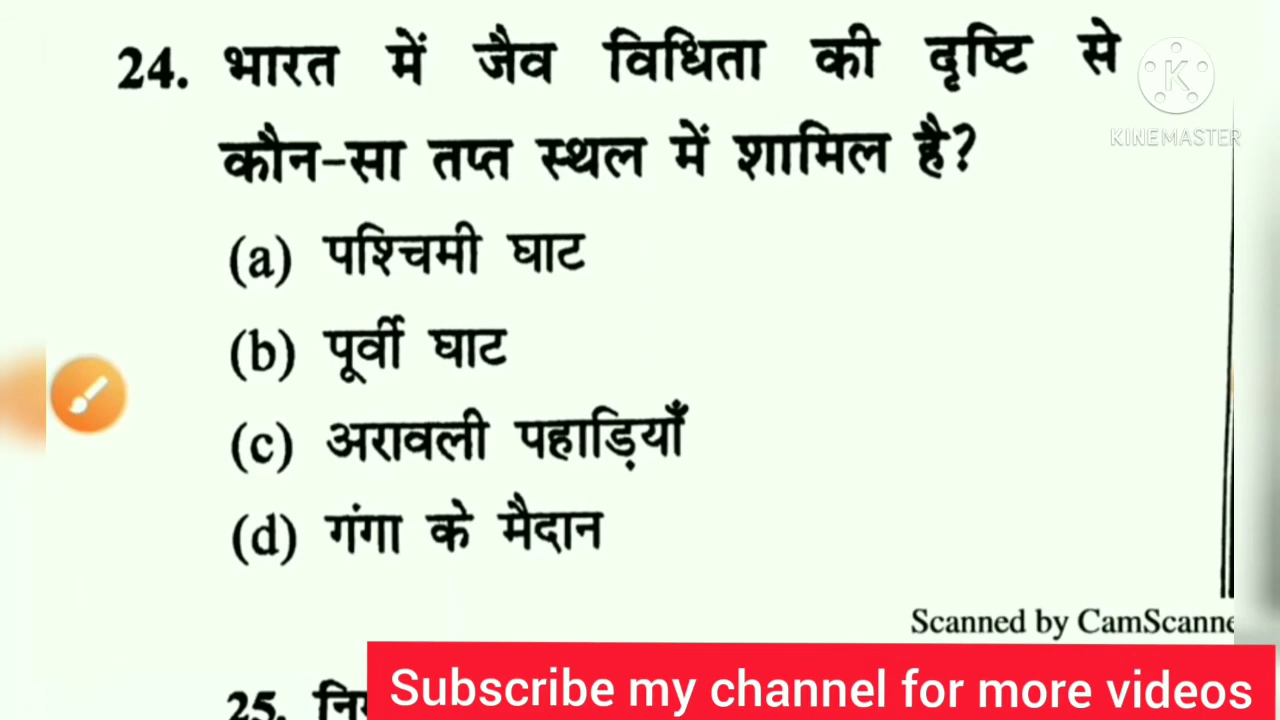 24. भारत में जैव विधिता की दृष्टि से
कौन-सा तप्त स्थल में शामिल है?
(a) पश्चिमी घाट
(b) पूर्वी घाट
(c) अरावली पहाड़ियाँ
(d) गंगा के मैदान
KINEMASTER
Scanned by CamScanne
25.
Subscribe my channel for more videos